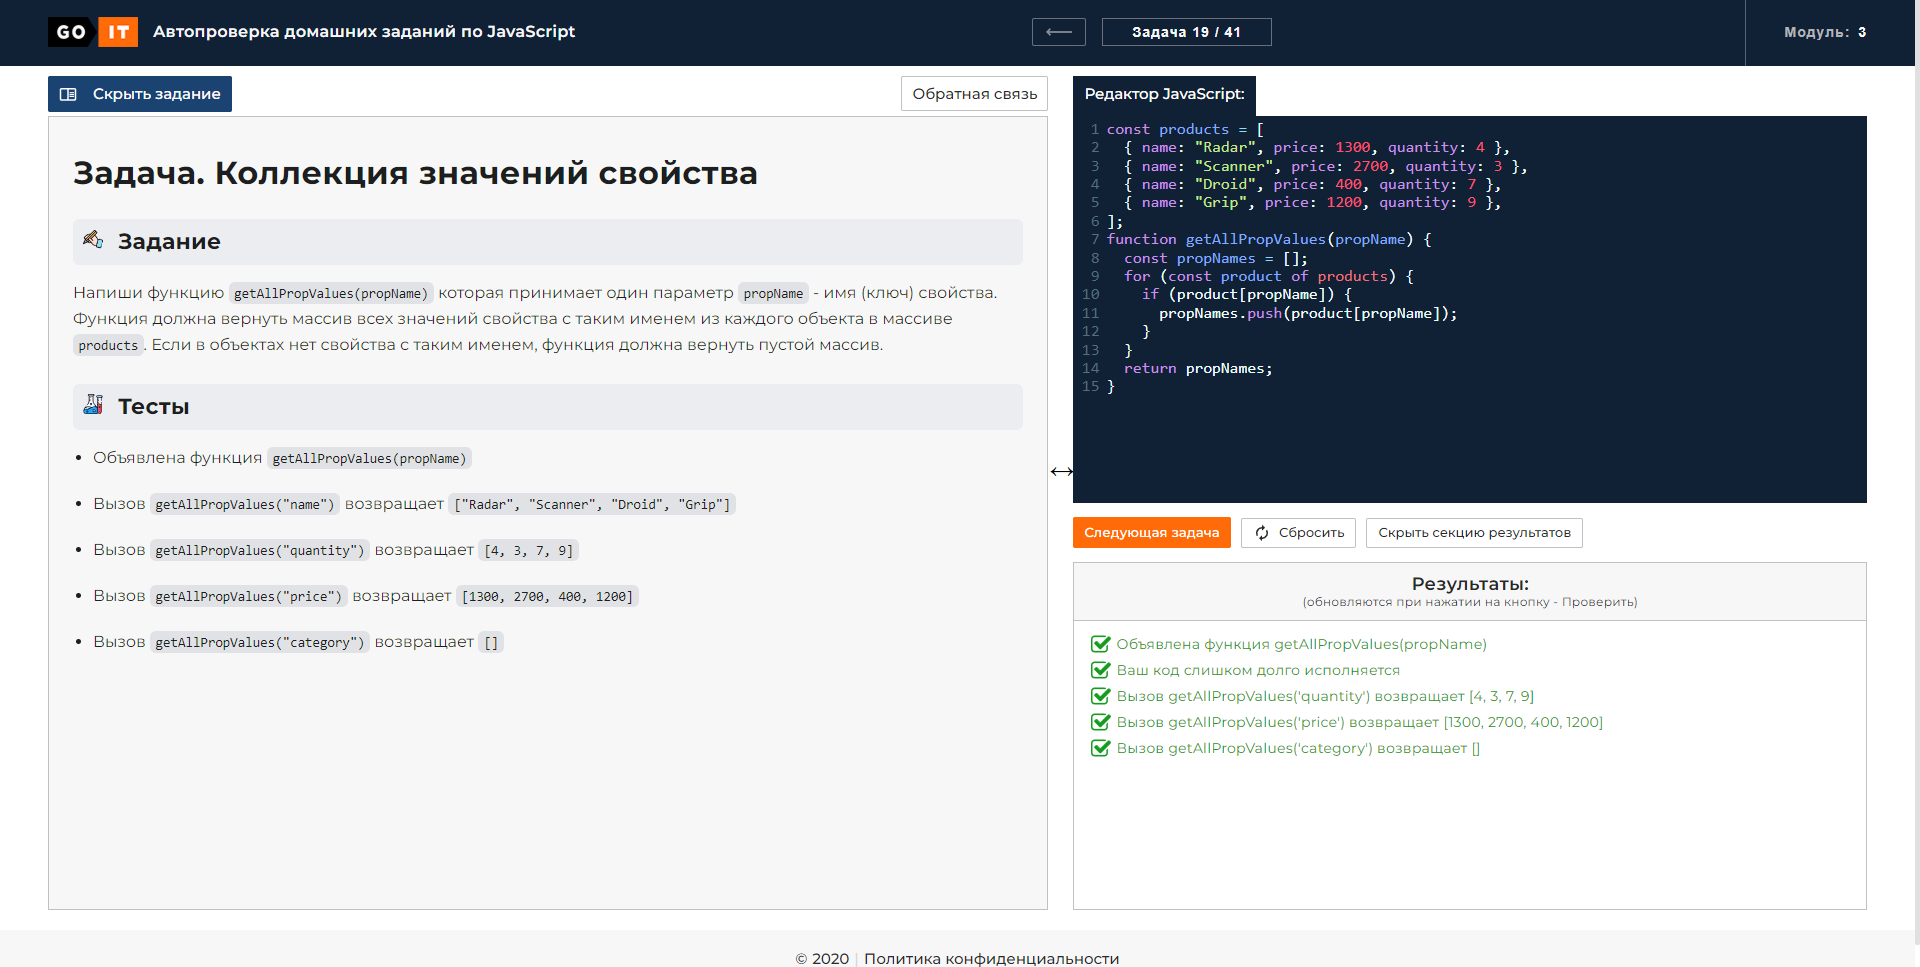 GO IT Автопроверка домашних заданий по JavaScript
Задача 19 / 41
Модуль: 3
Скрыть задание
Обратная связь
Задача. Коллекция значений свойства
Задание
Напиши функцию getAllPropValues(propName) которая принимает один параметр propName - имя (ключ) свойства.
Функция должна вернуть массив всех значений свойства с таким именем из каждого объекта в массиве
products. Если в объектах нет свойства с таким именем, функция должна вернуть пустой массив.
Тесты
Объявлена функция getAllPropValues(propName)
Вызов getAllPropValues("name") возвращает ["Radar", "Scanner", "Droid", "Grip"]
Вызов getAllPropValues("quantity") возвращает [4, 3, 7, 9]
Вызов getAllPropValues("price") возвращает [1300, 2700, 400, 1200]
Вызов getAllPropValues("category") возвращает []
Редактор JavaScript:
1 const products = [
2   { name: "Radar", price: 1300, quantity: 4 },
3   { name: "Scanner", price: 2700, quantity: 3 },
4   { name: "Droid", price: 400, quantity: 7 },
5   { name: "Grip", price: 1200, quantity: 9 },
6 ];
7 function getAllPropValues(propName) {
8   const propNames = [];
9   for (const product of products) {
10     if (product[propName]) {
11       propNames.push(product[propName]);
12     }
13   }
14   return propNames;
15 }
Следующая задача
Сбросить
Скрыть секцию результатов
Результаты:
(обновляются при нажатии на кнопку - Проверить)
Объявлена функция getAllPropValues(propName)
Ваш код слишком долго исполняется
Вызов getAllPropValues('quantity') возвращает [4, 3, 7, 9]
Вызов getAllPropValues('price') возвращает [1300, 2700, 400, 1200]
Вызов getAllPropValues('category') возвращает []
© 2020 | Политика конфиденциальности